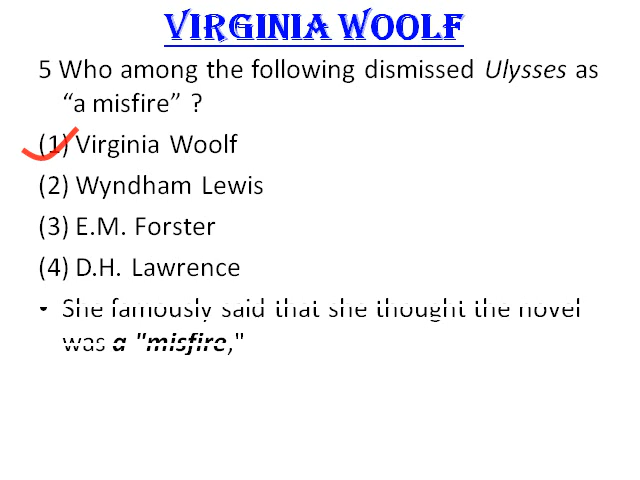 VIRGINIA WOOLF
5 Who among the following dismissed Ulysses as
“a misfire” ?
(1) Virginia Woolf
(2) Wyndham Lewis
(3) E.M. Forster
(4) D.H. Lawrence
• She famously said that she thought the novel
was a "misfire,"